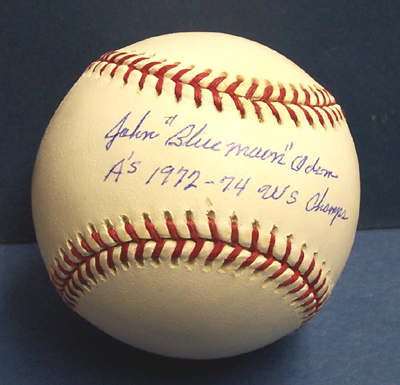 John "Blue moon" Odom
A's 1972-74 WS Champs